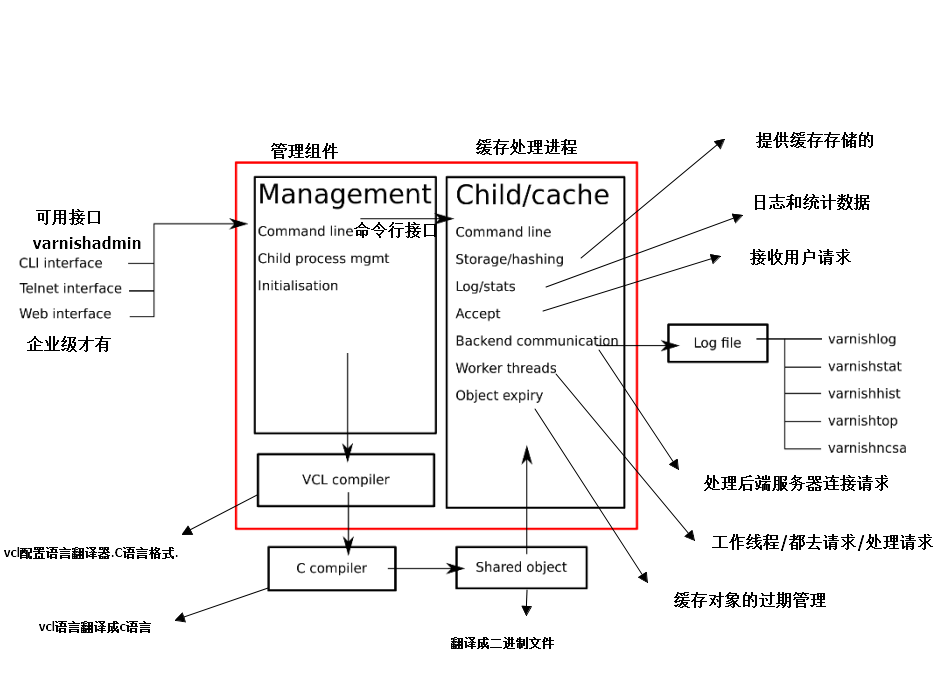 管理组件
缓存处理进程
提供缓存存储的
可用接口
varnishadmin
CLI interface
Telnet interface
Web interface
企业级才有
Management
Command line
命令行接口
Child process mgmt
Initialisation
Child/cache
Command line
Storage/hashing
Log/stats
Accept
Backend communication
Worker threads
Object expiry
日志和统计数据
接收用户请求
Log file
varnishlog
varnishstat
varnishhist
varnishtop
varnishncsa
处理后端服务器连接请求
工作线程/都去请求/处理请求
缓存对象的过期管理
VCL compiler
vcl配置语言翻译器.C语言格式.
C compiler
Shared object
vcl语言翻译成c语言
翻译成二进制文件